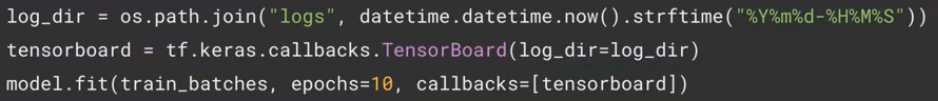 log_dir = os.path.join("logs", datetime.datetime.now().strftime("%Y%m%d-%H%M%S"))
tensorboard = tf.keras.callbacks.TensorBoard(log_dir=log_dir)
model.fit(train_batches, epochs=10, callbacks=[tensorboard])